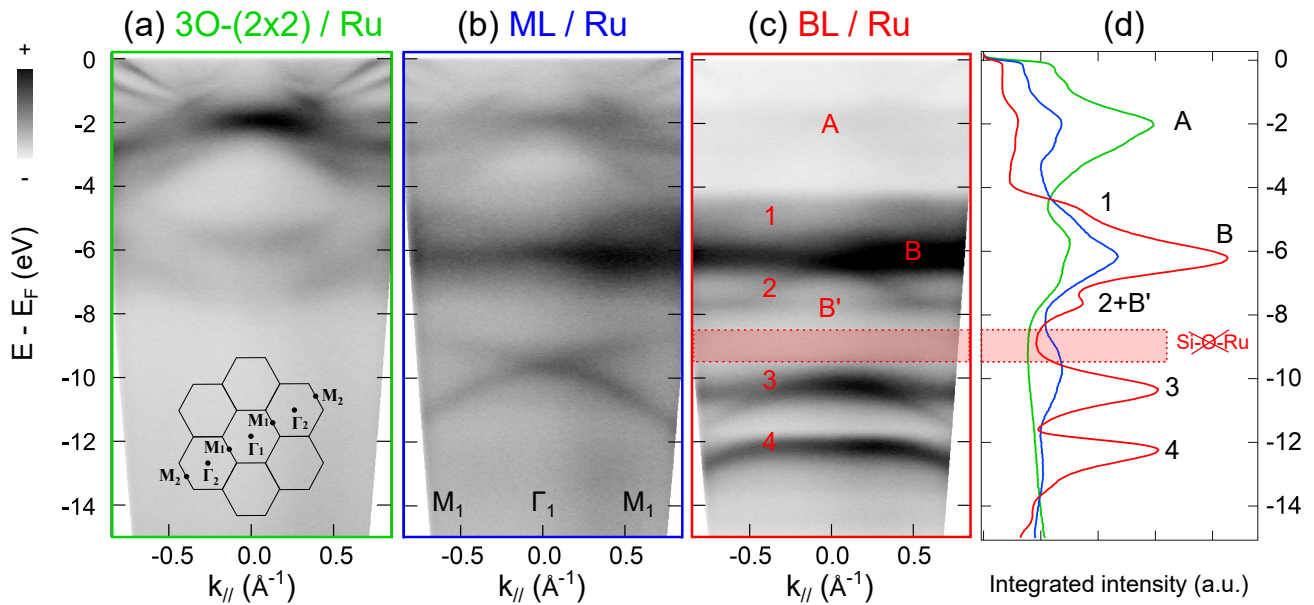 (a) 3O-(2x2) / Ru
(b) ML / Ru
(c) BL / Ru
(d)
+
-
E - E_F (eV)
0
-2
-4
-6
-8
-10
-12
-14
M₂
M₁
Γ₂
Γ₁
M₁
Γ₂
M₂
-0.5 0.0 0.5
k// (Å⁻¹)
M₁ Γ₁ M₁
-0.5 0.0 0.5
k// (Å⁻¹)
A
1
B
2
B'
3
4
-0.5 0.0 0.5
k// (Å⁻¹)
A
1
B
2+B'
Si-O-Ru
3
4
0
-2
-4
-6
-8
-10
-12
-14
Integrated intensity (a.u.)